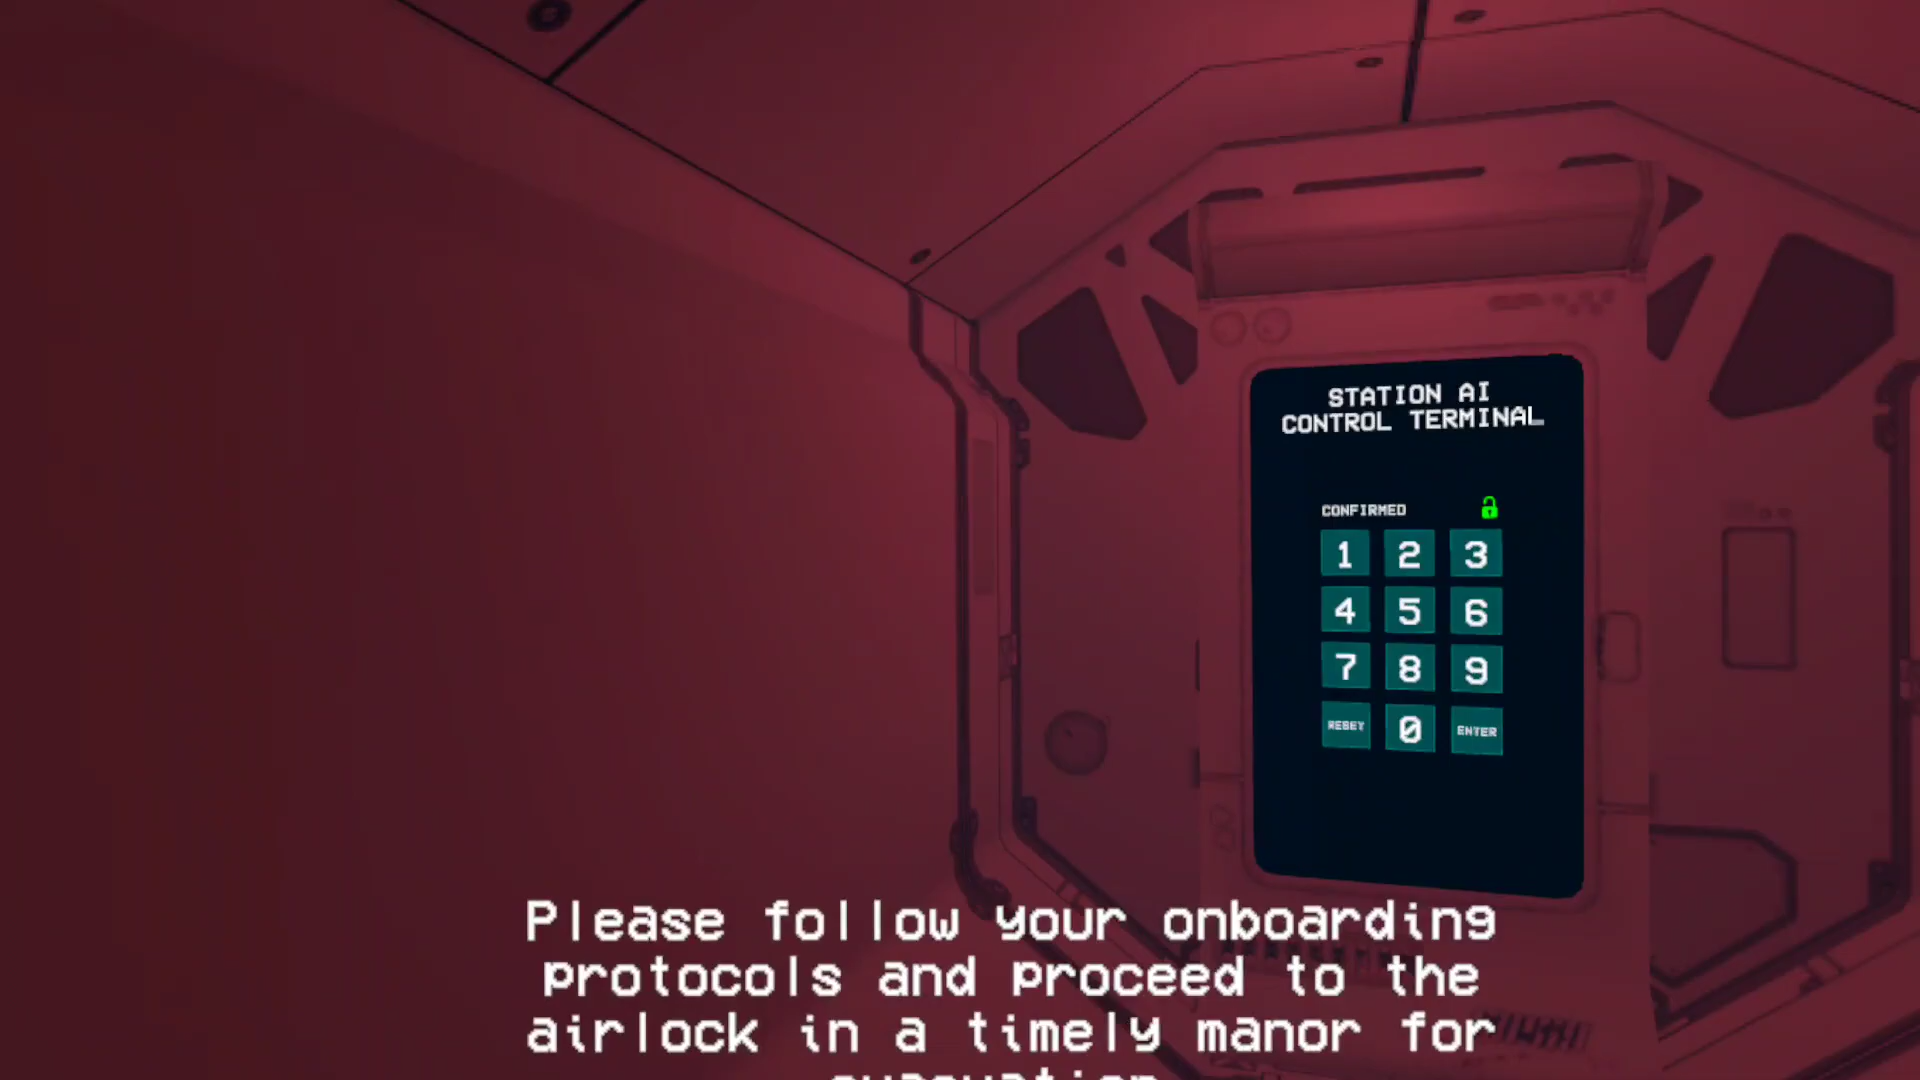 STATION AI
CONTROL TERMINAL
CONFIRMED
1 2 3
4 5 6
7 8 9
RESET 0 ENTER
Please follow your onboarding
protocols and proceed to the
airlock in a timely manor for